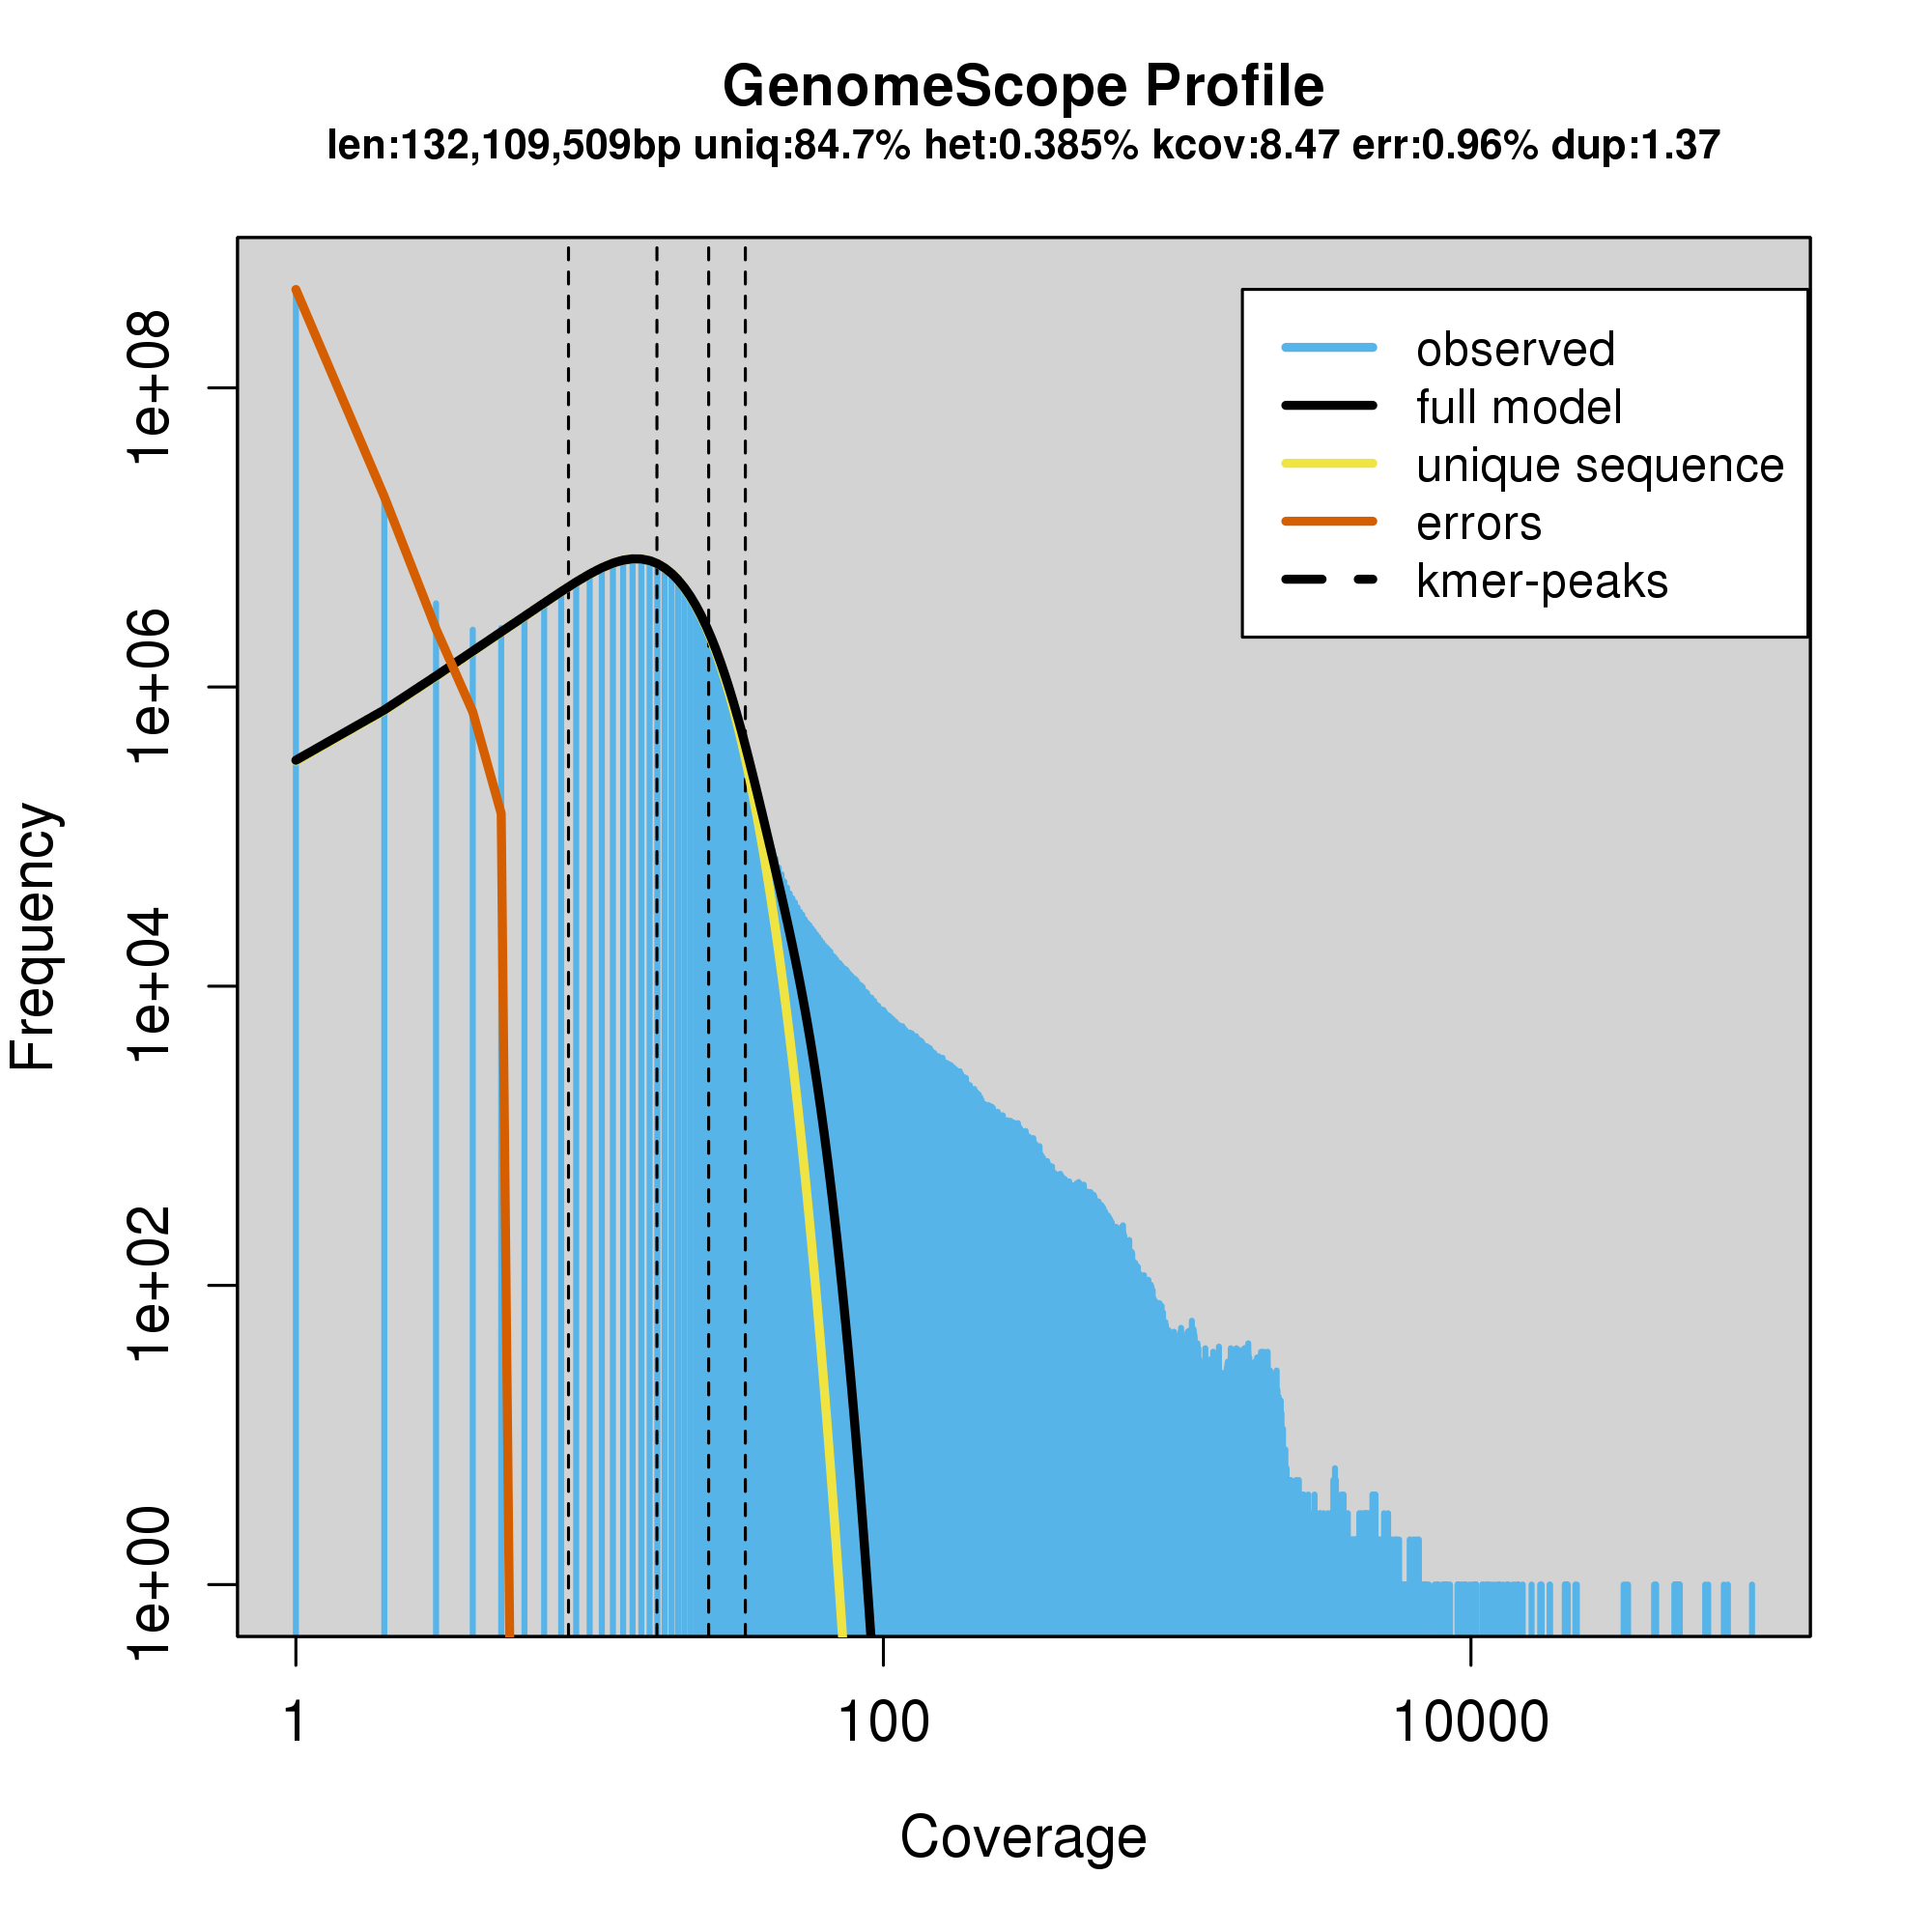 GenomeScope Profile
len:132,109,509bp uniq:84.7% het:0.385% kcov:8.47 err:0.96% dup:1.37
observed
full model
unique sequence
errors
kmer-peaks
Frequency
1e+08
1e+06
1e+04
1e+02
1e+00
1
100
10000
Coverage